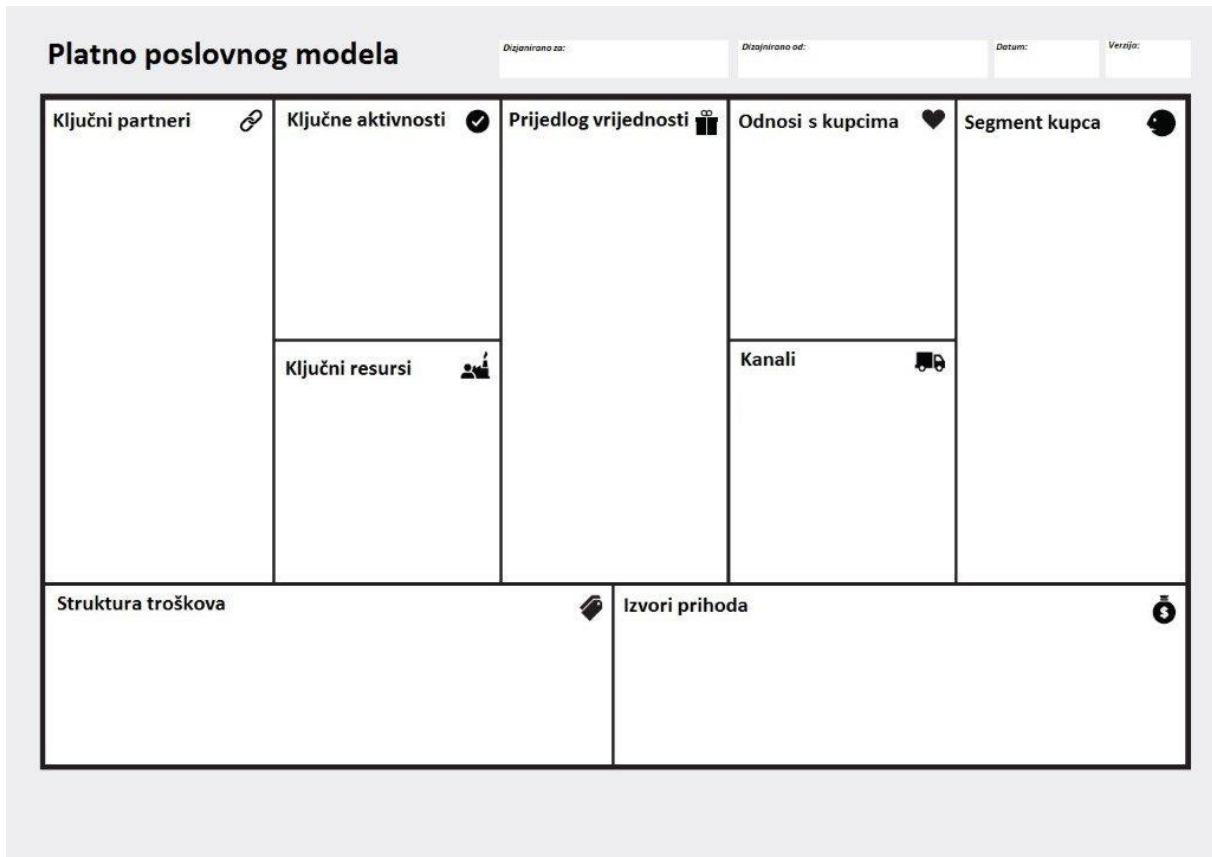 Platno poslovnog modela
Dizjanirano za:
Dizajnirano od:
Datum:
Verzija:
Ključni partneri
Ključne aktivnosti
Prijedlog vrijednosti
Odnosi s kupcima
Segment kupca
Ključni resursi
Kanali
Struktura troškova
Izvori prihoda